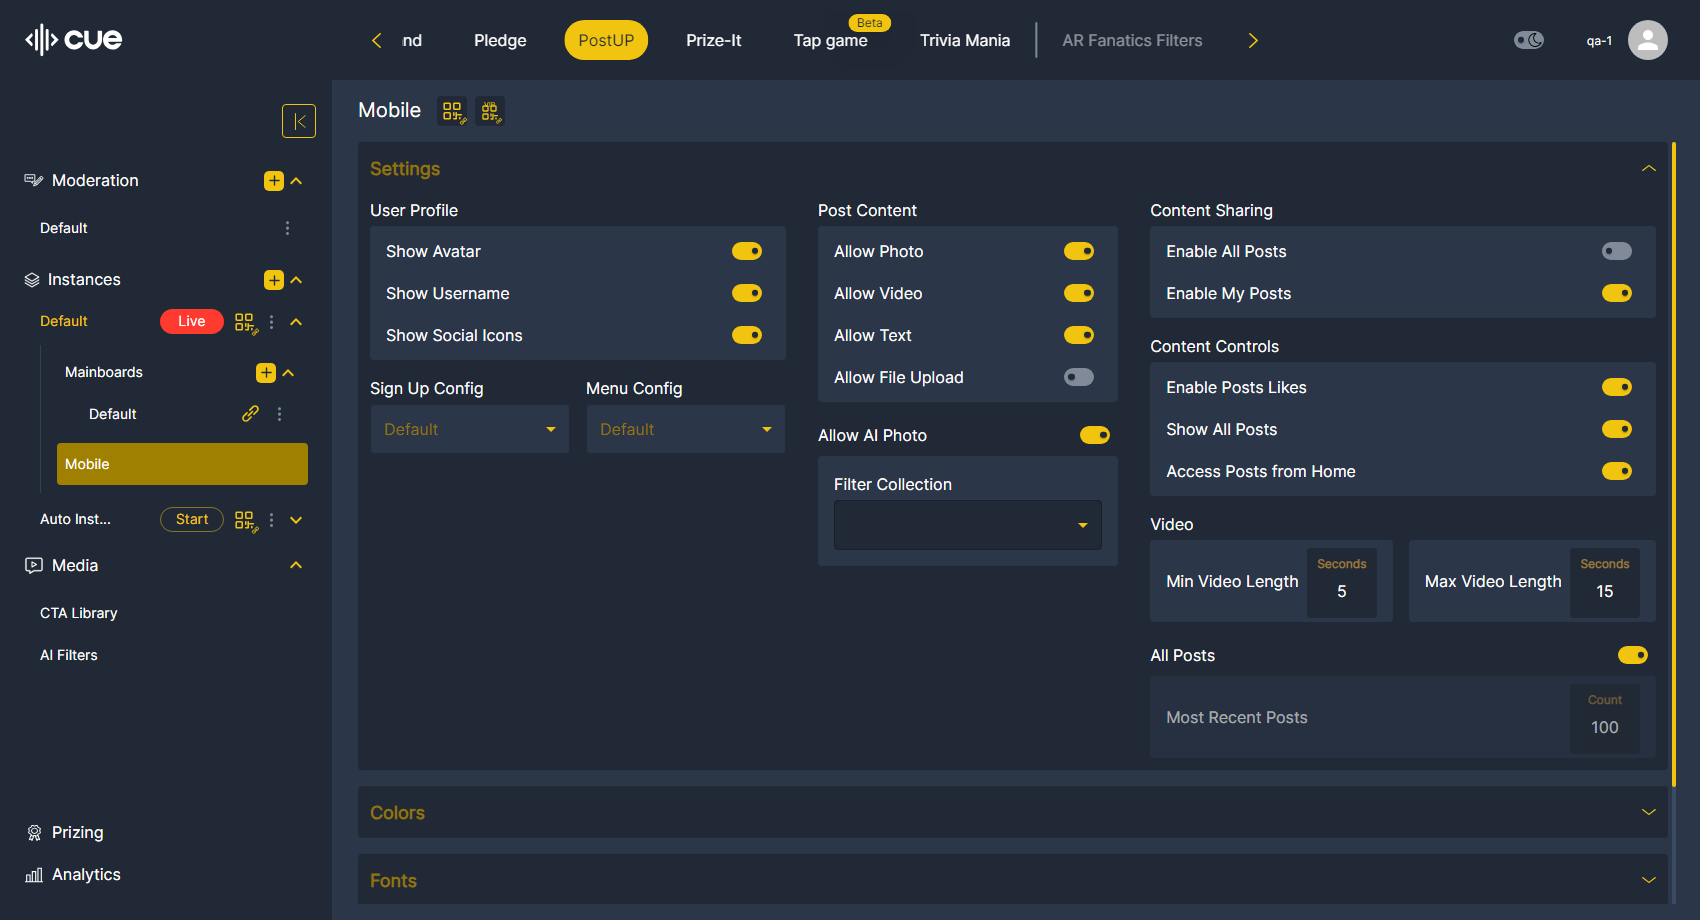 cue
nd
Pledge
PostUP
Prize-It
Tap game
Beta
Trivia Mania
AR Fanatics Filters
qa-1
Moderation
Default
Instances
Default
Live
Mainboards
Default
Mobile
Auto Inst...
Start
Media
CTA Library
AI Filters
Prizing
Analytics
Mobile
VIP
Settings
User Profile
Show Avatar
Show Username
Show Social Icons
Sign Up Config
Default
Menu Config
Default
Post Content
Allow Photo
Allow Video
Allow Text
Allow File Upload
Allow AI Photo
Filter Collection
Content Sharing
Enable All Posts
Enable My Posts
Content Controls
Enable Posts Likes
Show All Posts
Access Posts from Home
Video
Min Video Length
Seconds
5
Max Video Length
Seconds
15
All Posts
Most Recent Posts
Count
100
Colors
Fonts